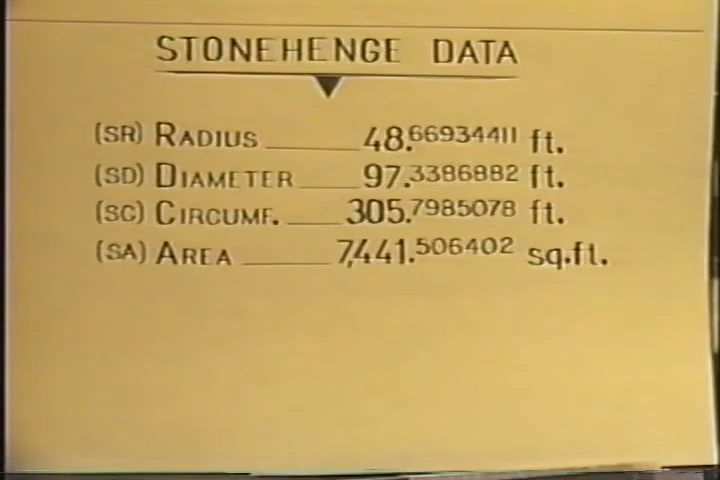 STONEHENGE DATA
(SR) RADIUS 48.66934411 ft.
(SD) DIAMETER 97.3386882 ft.
(SC) CIRCUMF. 305.7985078 ft.
(SA) AREA 7,441.506402 sq.ft.